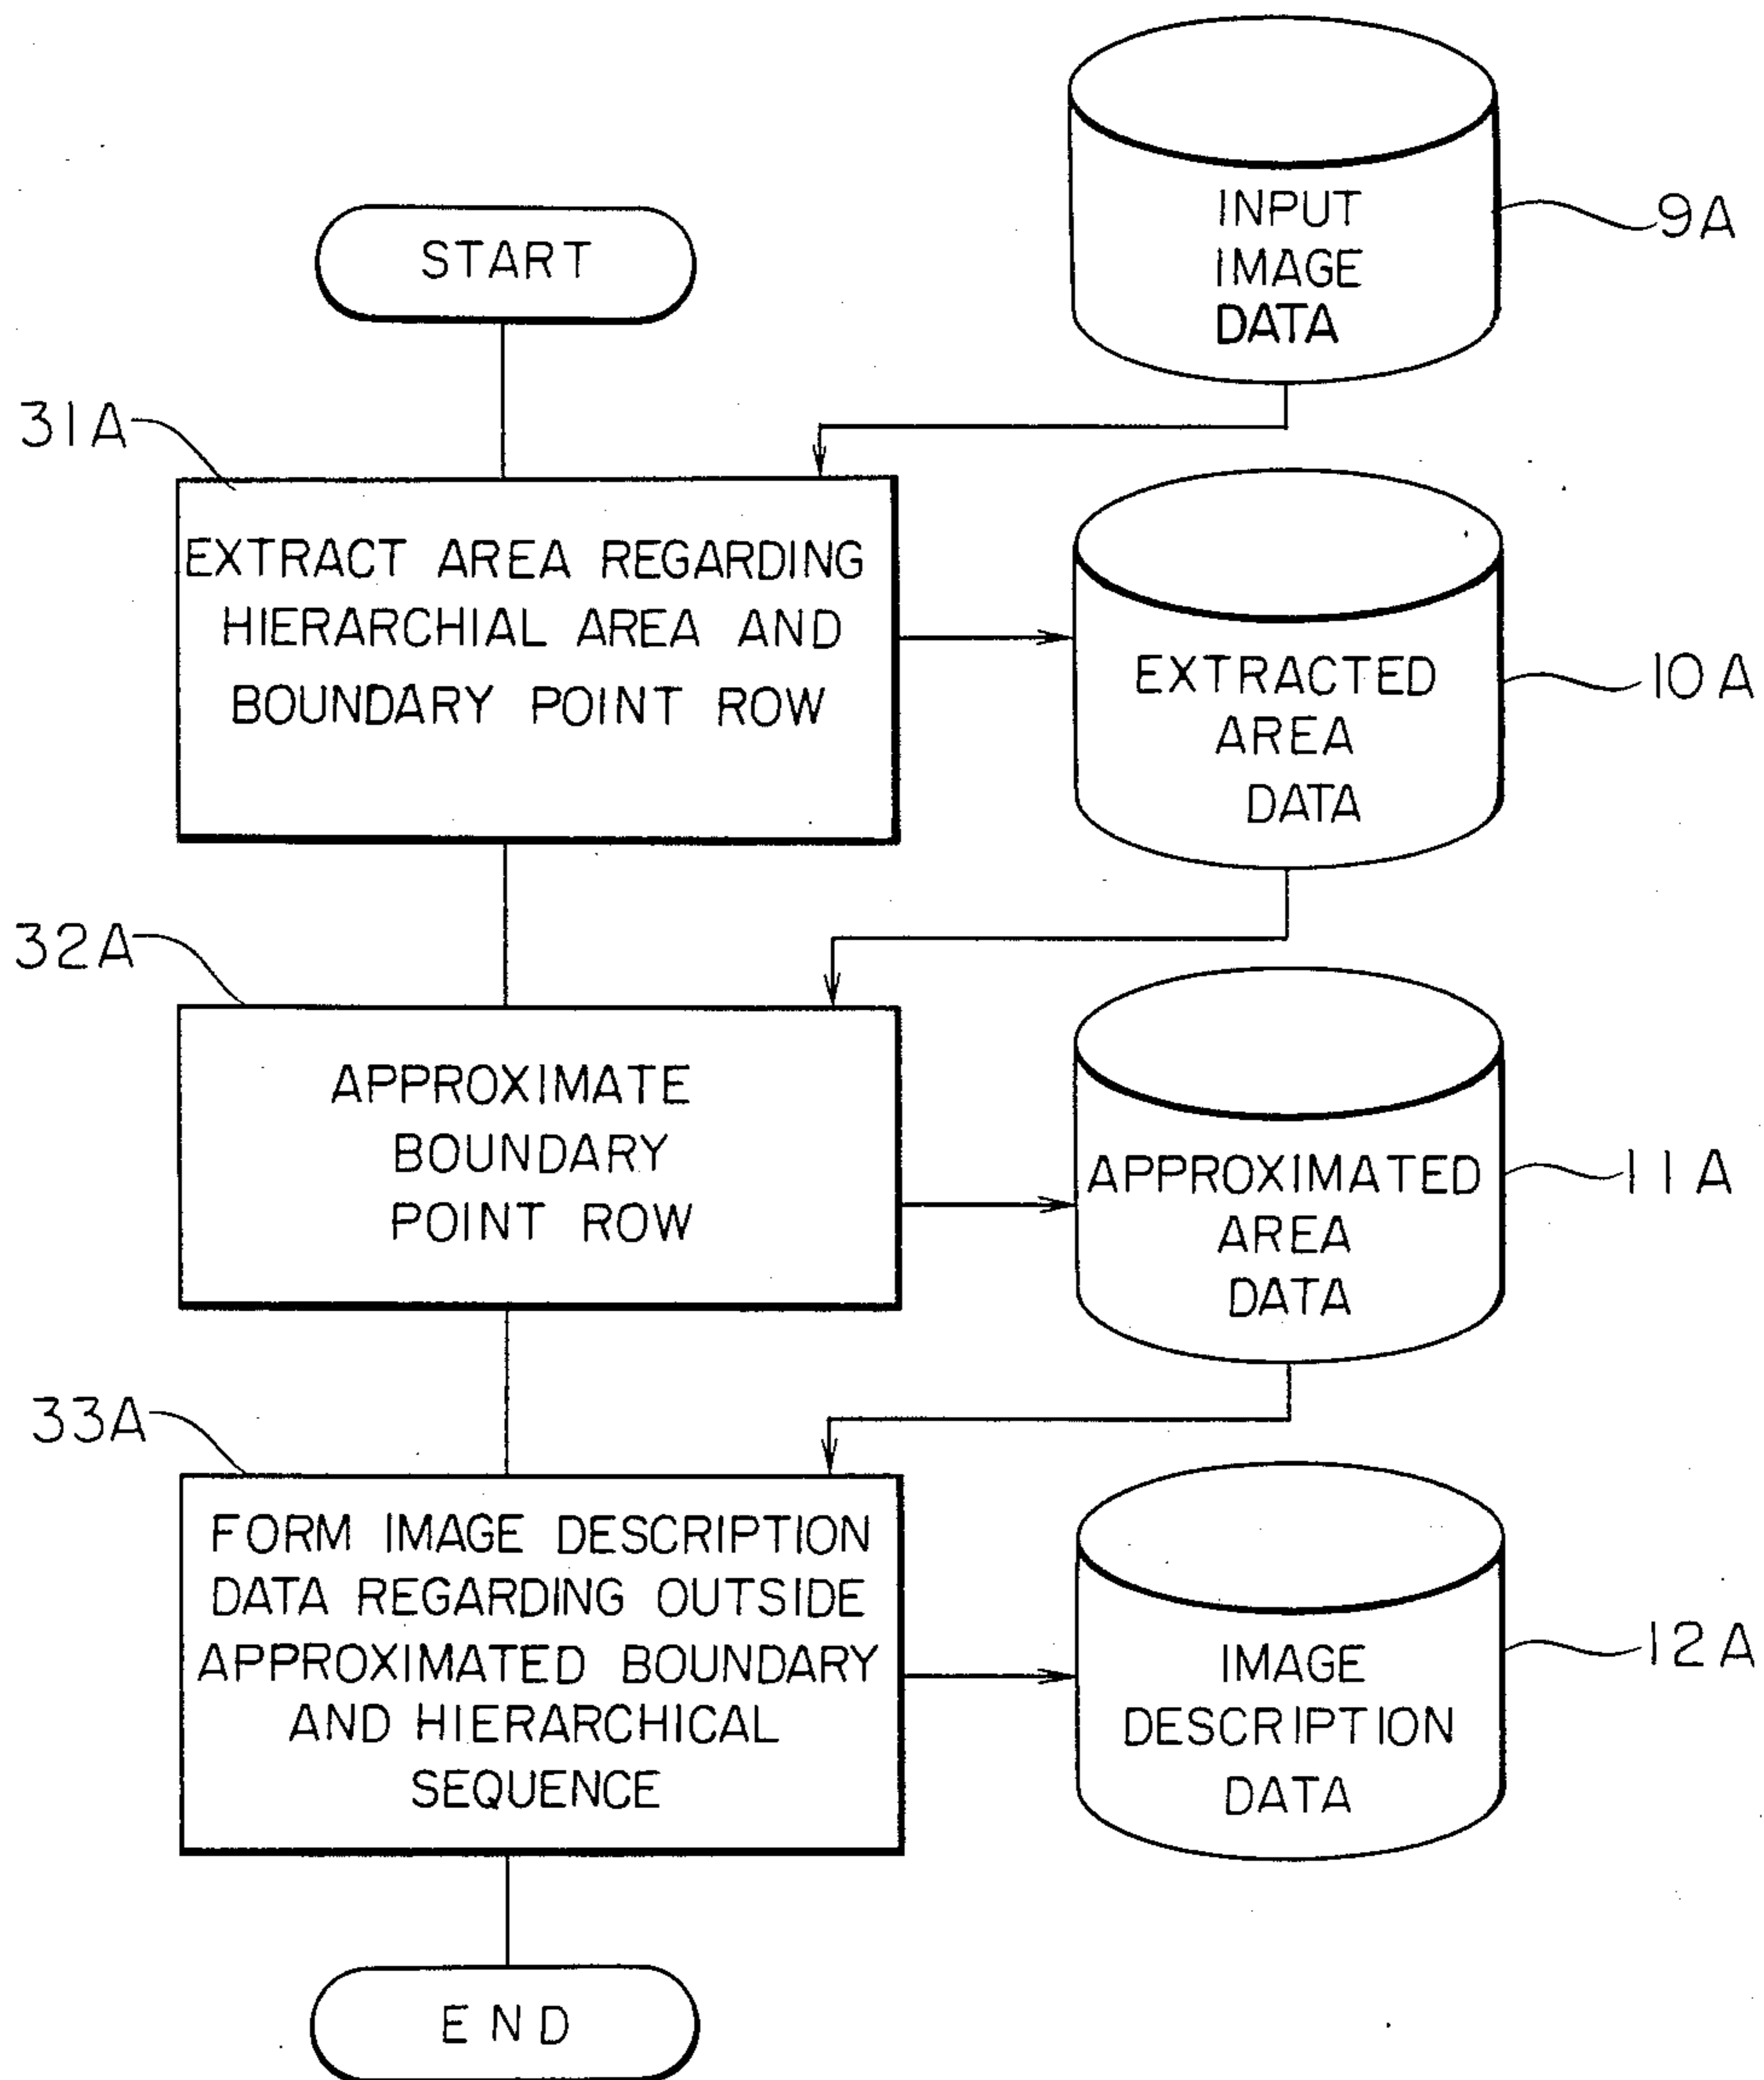 INPUT
IMAGE
DATA
9A
START
31A
EXTRACT AREA REGARDING
HIERARCHIAL AREA AND
BOUNDARY POINT ROW
EXTRACTED
AREA
DATA
10A
32A
APPROXIMATE
BOUNDARY
POINT ROW
APPROXIMATED
AREA
DATA
11A
33A
FORM IMAGE DESCRIPTION
DATA REGARDING OUTSIDE
APPROXIMATED BOUNDARY
AND HIERARCHICAL
SEQUENCE
IMAGE
DESCRIPTION
DATA
12A
END